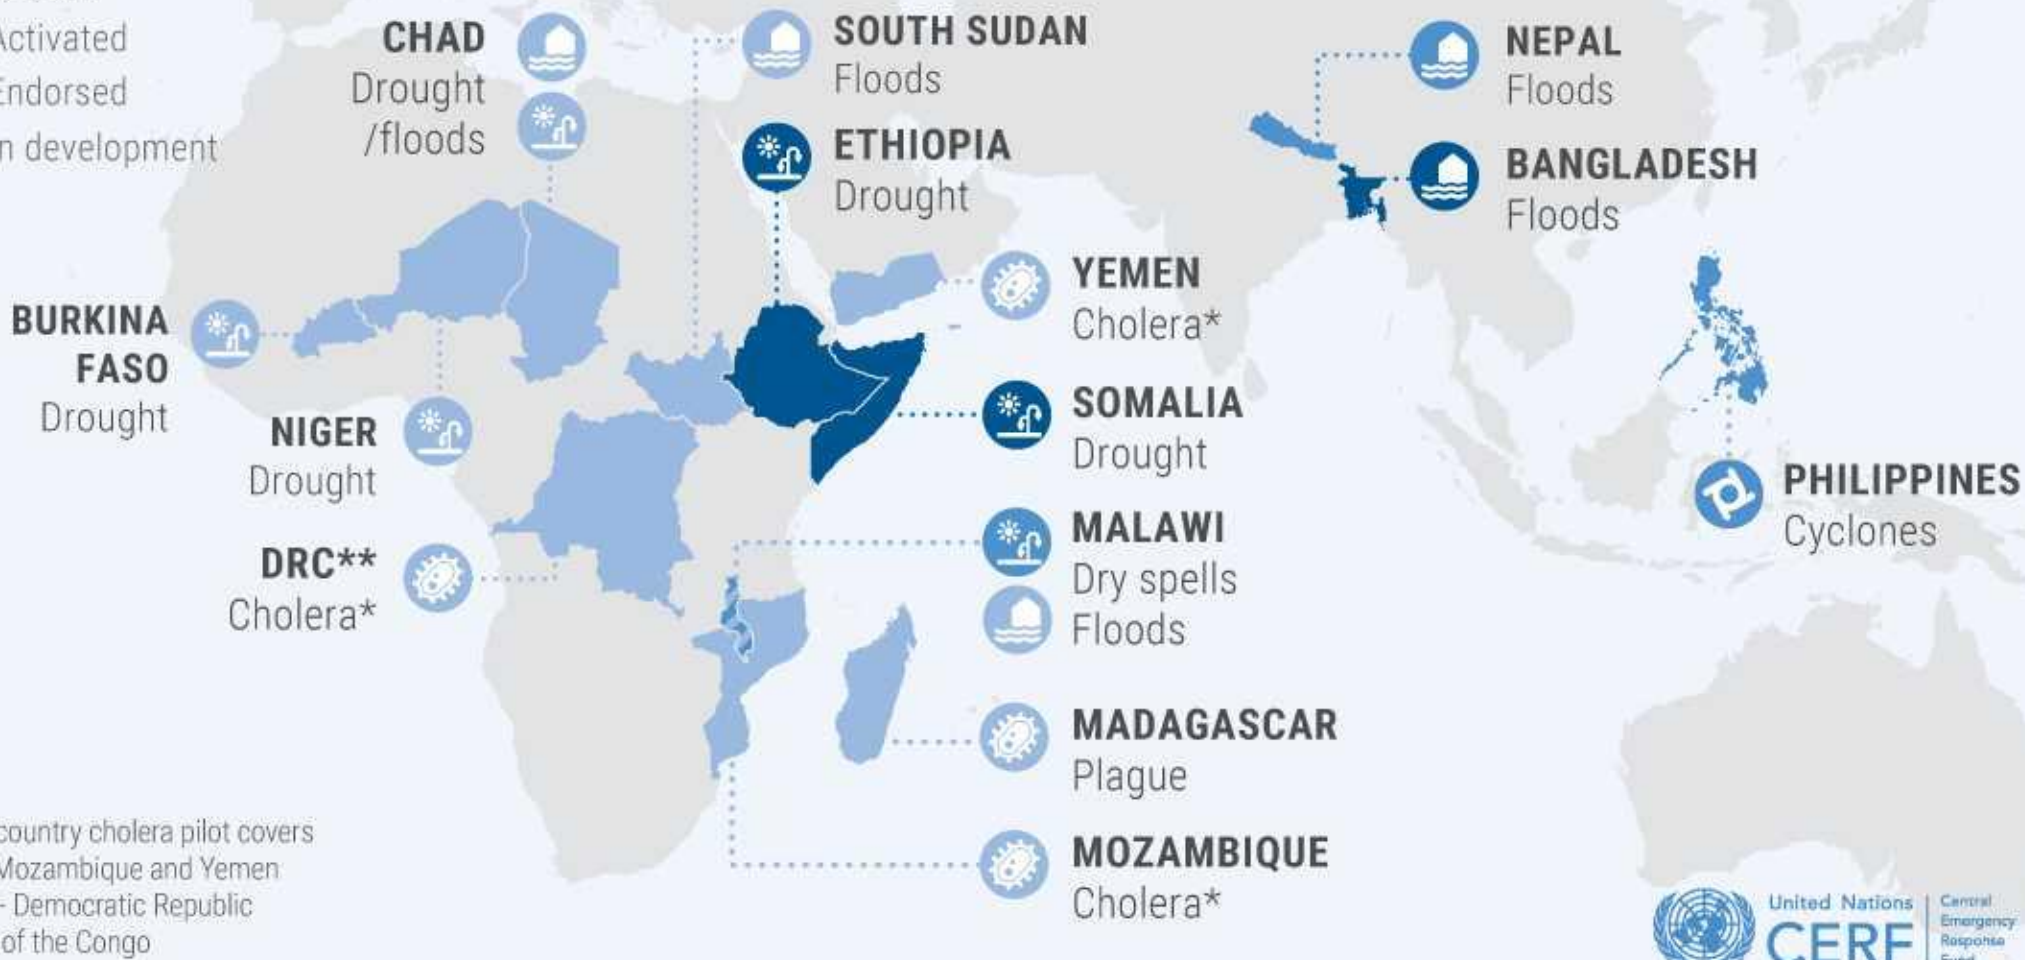 Activated
Endorsed
n development
CHAD
Drought
/floods
SOUTH SUDAN
Floods
ETHIOPIA
Drought
NEPAL
Floods
BANGLADESH
Floods
YEMEN
Cholera*
BURKINA
FASO
Drought
NIGER
Drought
SOMALIA
Drought
DRC**
Cholera*
MALAWI
Dry spells
Floods
PHILIPPINES
Cyclones
MADAGASCAR
Plague
MOZAMBIQUE
Cholera*
country cholera pilot covers
Mozambique and Yemen
- Democratic Republic
of the Congo
United Nations
CERF
Central
Emergency
Response
Fund